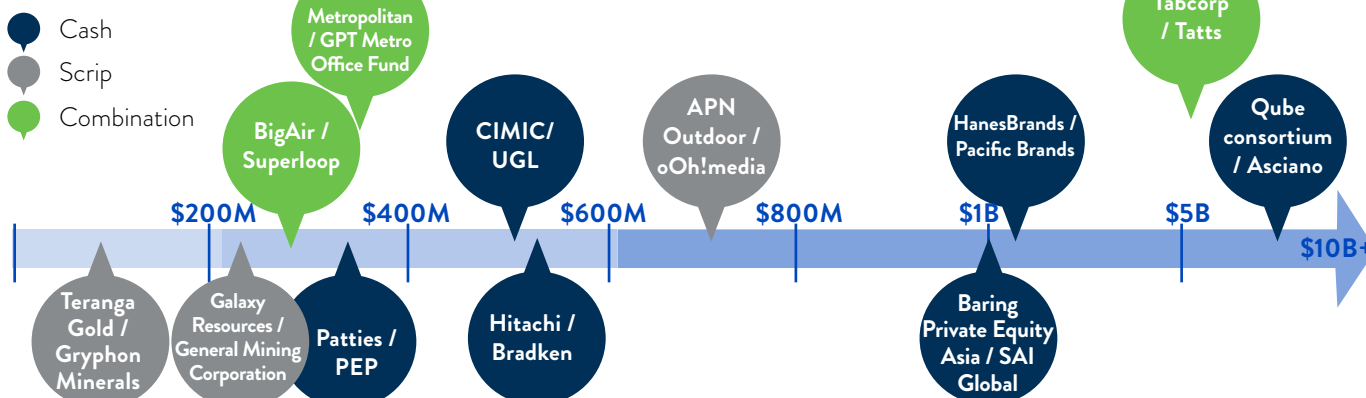 Cash
Scrip
Combination
Metropolitan
/ GPT Metro
Office Fund
Tabcorp
/ Tatts
BigAir /
Superloop
CIMIC/
UGL
APN
Outdoor /
oOh!media
HanesBrands /
Pacific Brands
Qube
consortium
/ Asciano
$200M
$400M
$600M
$800M
$1B
$5B
$10B+
Teranga
Gold /
Gryphon
Minerals
Galaxy
Resources /
General Mining
Corporation
Patties /
PEP
Hitachi /
Bradken
Baring
Private Equity
Asia / SAI
Global